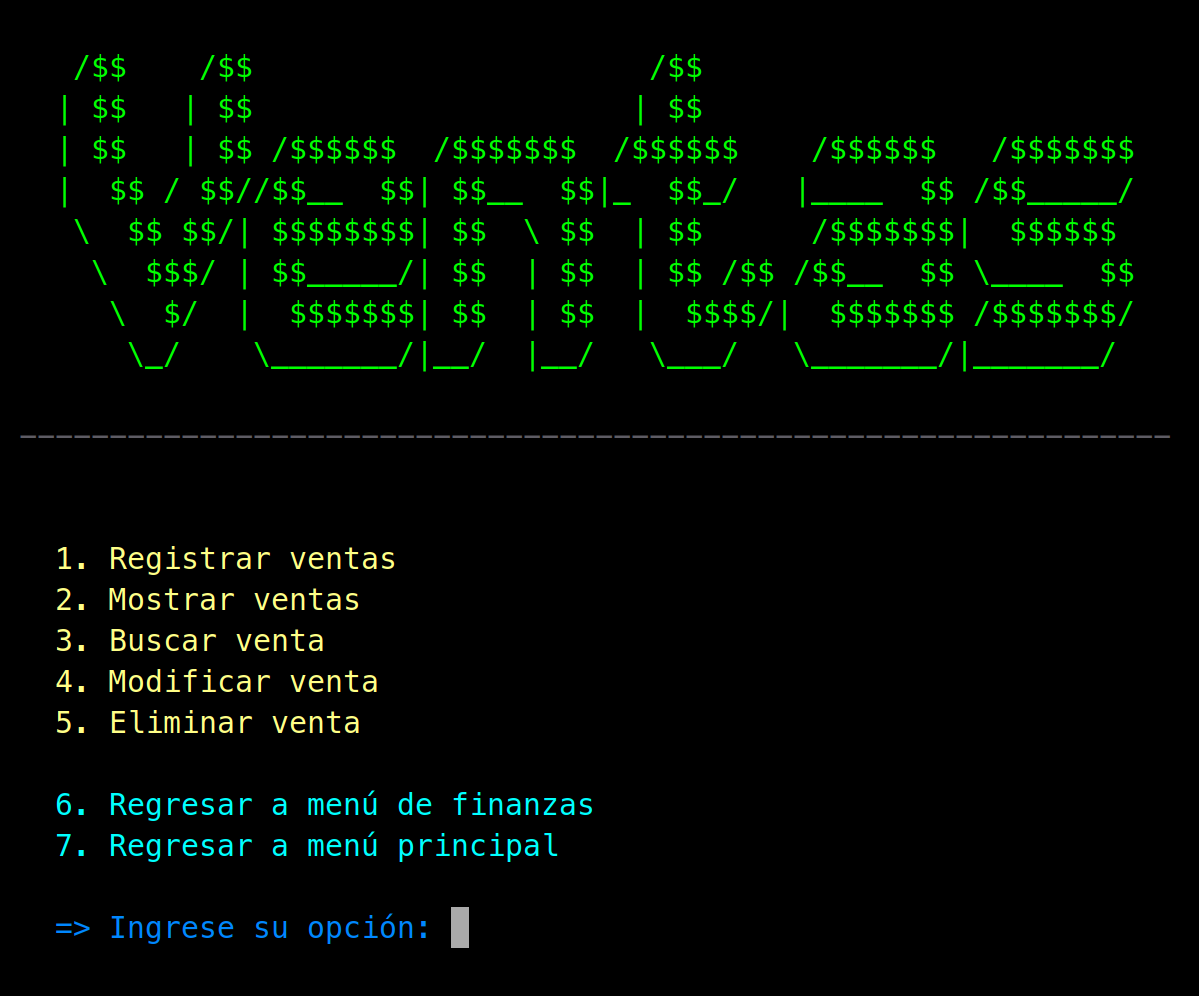 /$$    /$$                      /$$
| $$   | $$                     | $$
| $$   | $$ /$$$$$$  /$$$$$$$  /$$$$$$    /$$$$$$   /$$$$$$$
|  $$ / $$//$$__  $$| $$__  $$|_  $$_/   |____  $$ /$$_____/
 \  $$ $$/| $$$$$$$$| $$  \ $$  | $$      /$$$$$$$|  $$$$$$
  \  $$$/ | $$_____/| $$  | $$  | $$ /$$ /$$__  $$ \____  $$
   \  $/  |  $$$$$$$| $$  | $$  |  $$$$/|  $$$$$$$ /$$$$$$$/
    \_/    \_______/|__/  |__/   \___/   \_______/|_______/
________________________________________________________________
1. Registrar ventas
2. Mostrar ventas
3. Buscar venta
4. Modificar venta
5. Eliminar venta
6. Regresar a menú de finanzas
7. Regresar a menú principal
=> Ingrese su opción: